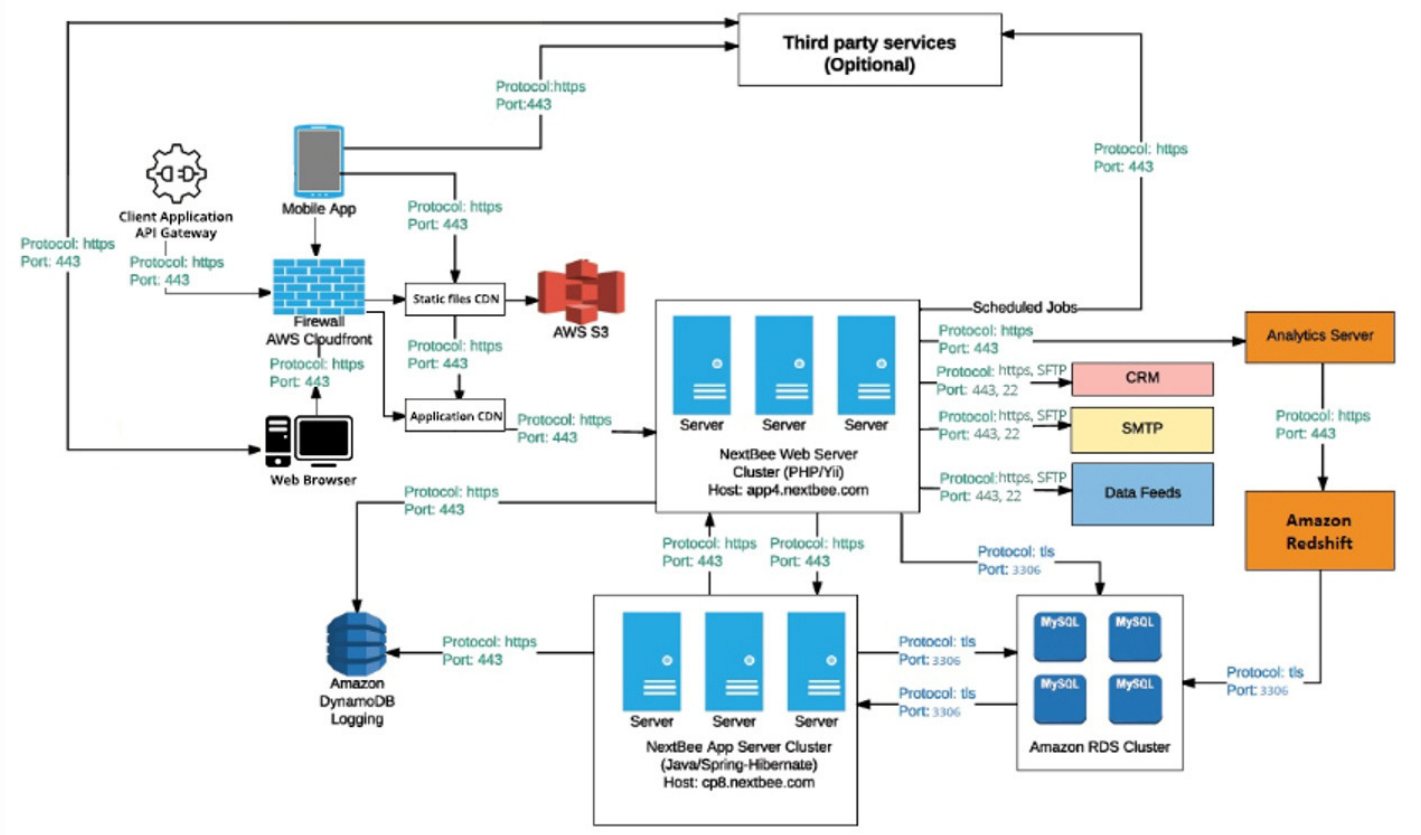 Third party services
(Opitional)
Protocol:https
Port:443
Protocol: https
Port: 443
Mobile App
Client Application
API Gateway
Protocol: https
Port: 443
Protocol: https
Port: 443
Protocol: https
Port: 443
Firewall
AWS Cloudfront
Static files CDN
AWS S3
Protocol: https
Port: 443
Protocol: https
Port: 443
Application CDN
Protocol: https
Port: 443
Web Browser
Server
Server
Server
NextBee Web Server
Cluster (PHP/Yii)
Host: app4.nextbee.com
Scheduled Jobs
Protocol: https
Port: 443
Analytics Server
Protocol: https, SFTP
Port: 443, 22
CRM
Protocol: https, SFTP
Port: 443, 22
SMTP
Protocol: https, SFTP
Port: 443, 22
Data Feeds
Protocol: https
Port: 443
Amazon
Redshift
Protocol: https
Port: 443
Protocol: https
Port: 443
Protocol: https
Port: 443
Protocol: tls
Port: 3306
Amazon
DynamoDB
Logging
Protocol: https
Port: 443
Server
Server
Server
NextBee App Server Cluster
(Java/Spring-Hibernate)
Host: cp8.nextbee.com
Protocol: tls
Port: 3306
Protocol: tls
Port: 3306
MySQL
MySQL
MySQL
MySQL
Amazon RDS Cluster
Protocol: tls
Port: 3306